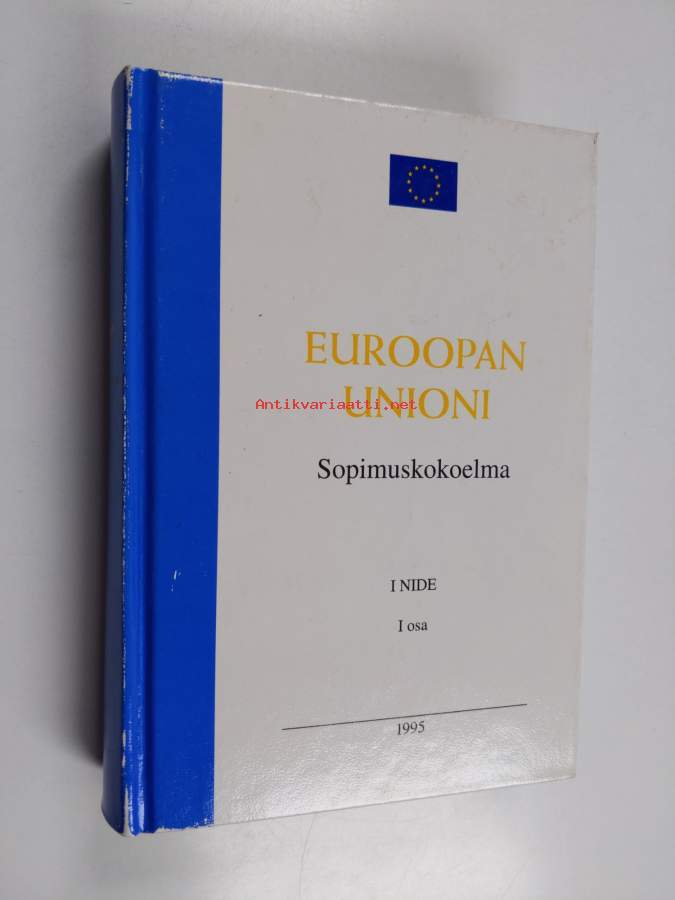 EUROOPAN
UNIONI
Antikvariaatti.net
Sopimuskokoelma
I NIDE
I osa
1995